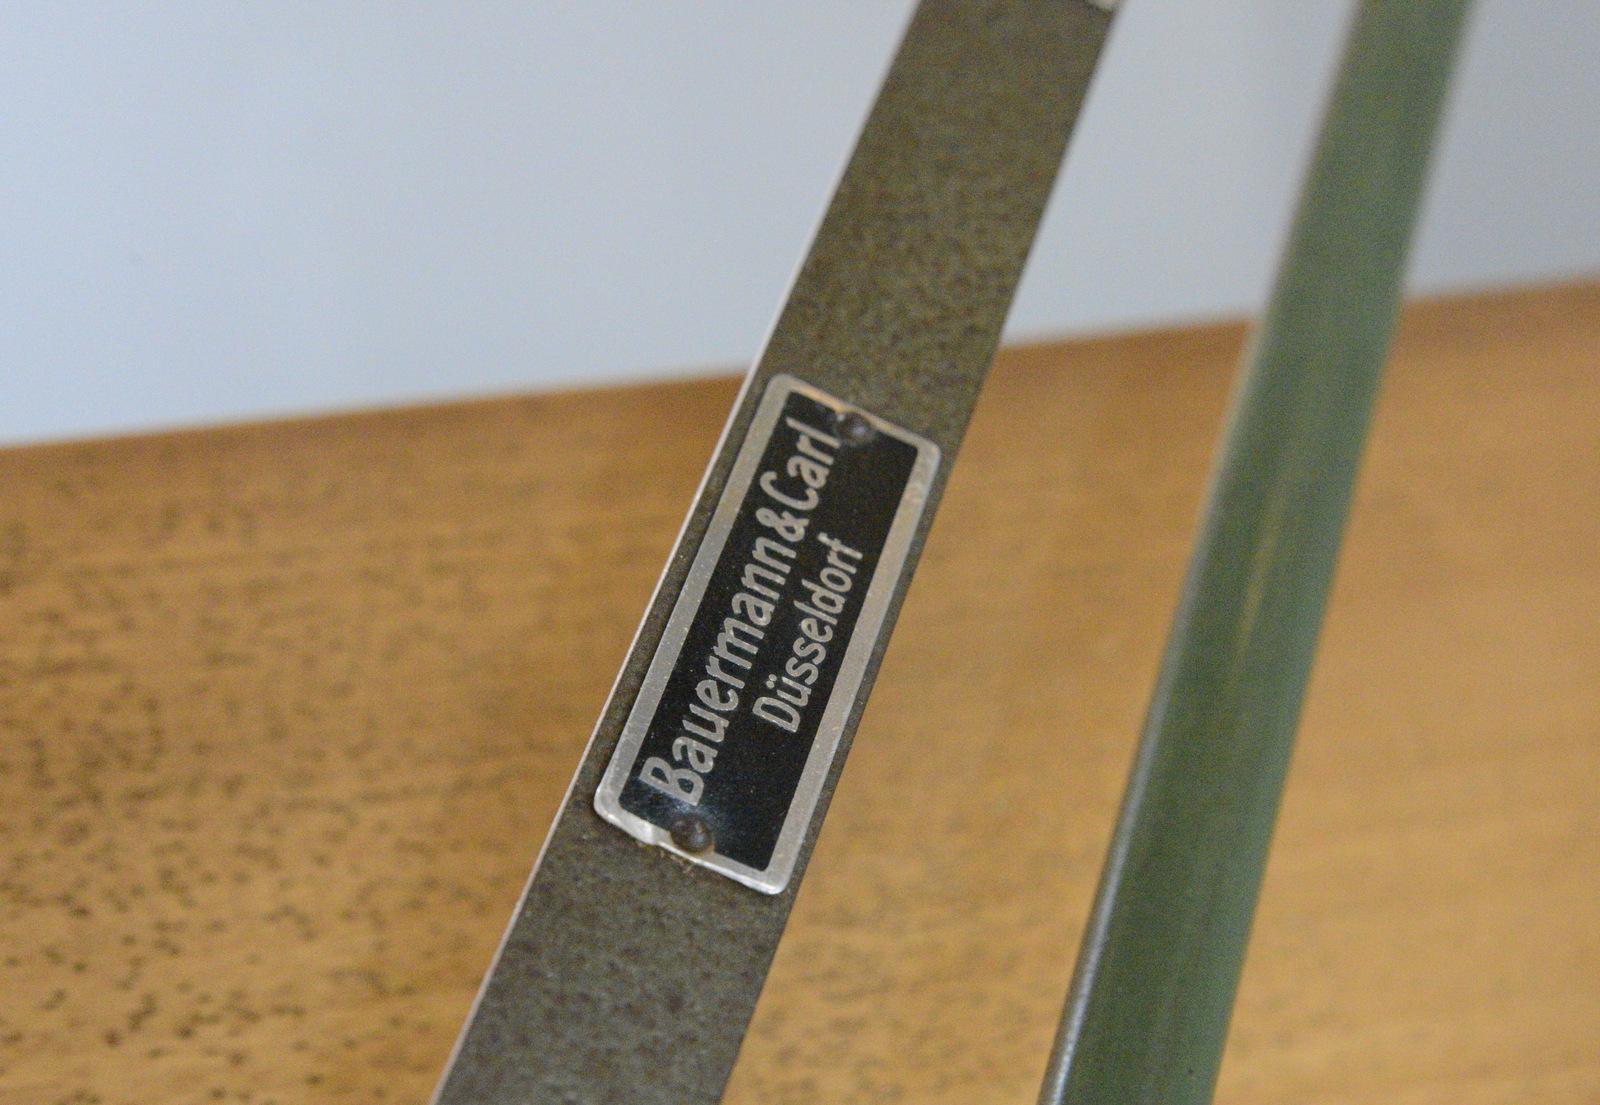 Bauermann & Carl
Düsseldorf